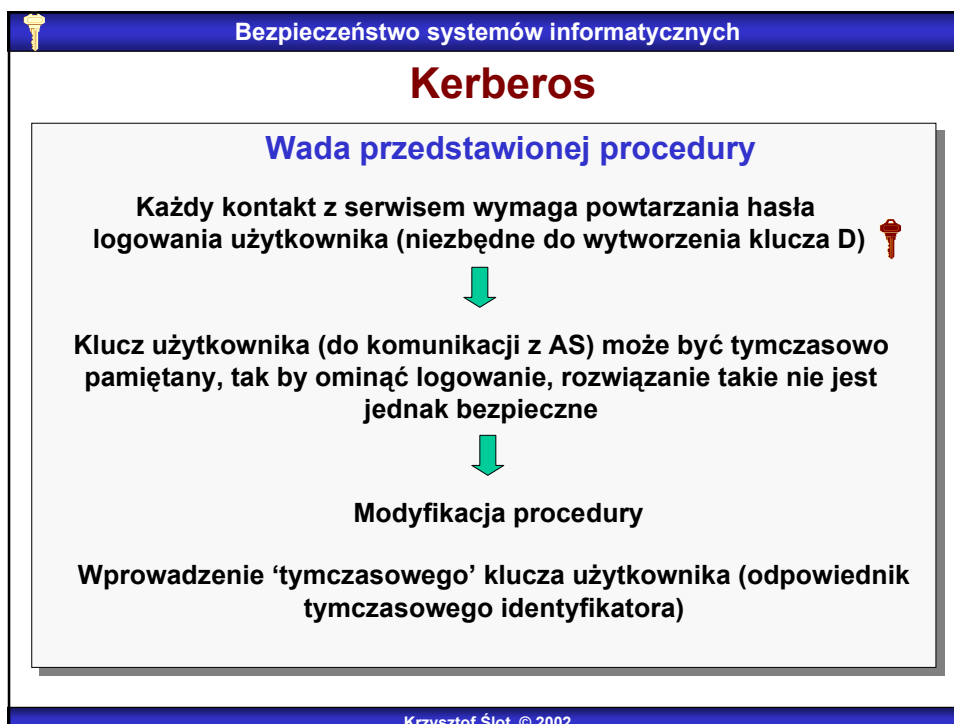 Bezpieczeństwo systemów informatycznych
Kerberos
Wada przedstawionej procedury
Każdy kontakt z serwisem wymaga powtarzania hasła
logowania użytkownika (niezbędne do wytworzenia klucza D)
Klucz użytkownika (do komunikacji z AS) może być tymczasowo
pamiętany, tak by ominąć logowanie, rozwiązanie takie nie jest
jednak bezpieczne
Modyfikacja procedury
Wprowadzenie ‘tymczasowego’ klucza użytkownika (odpowiednik
tymczasowego identyfikatora)
Krzysztof Ślot, © 2002